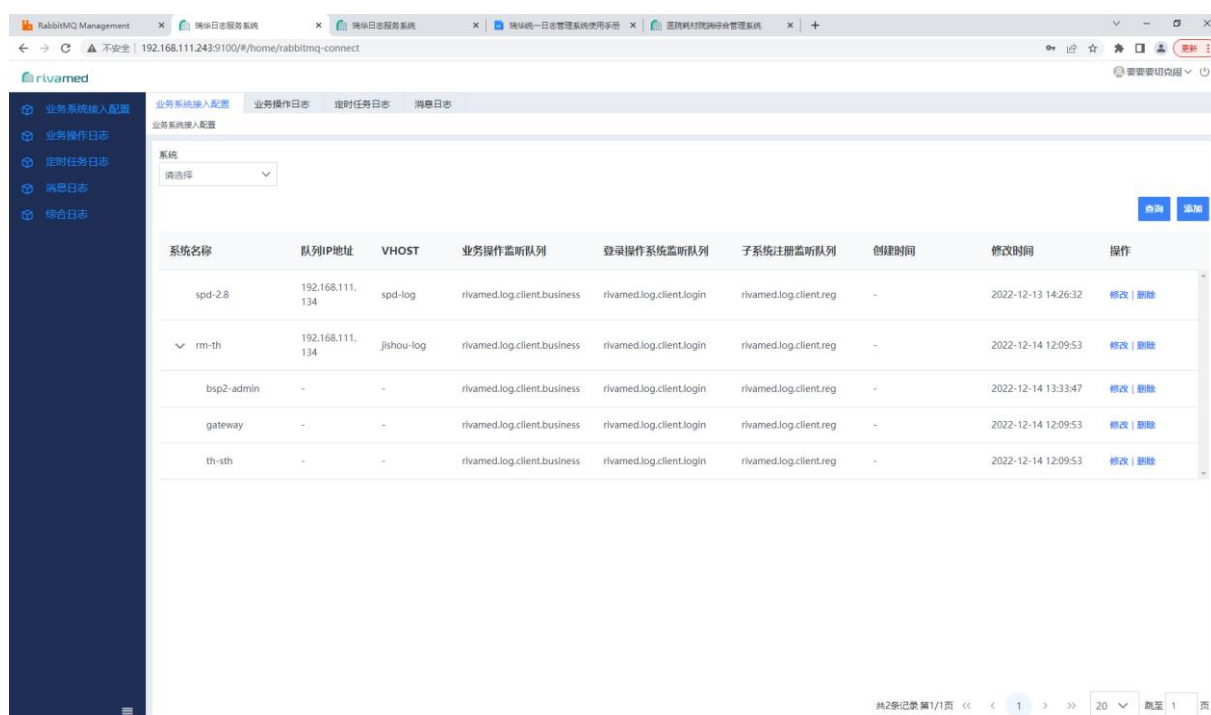 RabbitMQ Management
瑞华日志服务系统
瑞华日志服务系统
瑞华统一日志管理系统使用手册
医院耗材院端综合管理系统
不安全 192.168.111.243:9100/#/home/rabbitmq-connect
更新
rivamed
要要要切克闹
业务系统接入配置
业务操作日志
定时任务日志
消息日志
综合日志
业务系统接入配置 业务操作日志 定时任务日志 消息日志
业务系统接入配置
系统
请选择
查询 添加
系统名称 队列IP地址 VHOST 业务操作监听队列 登录操作系统监听队列 子系统注册监听队列 创建时间 修改时间 操作
spd-2.8 192.168.111.134 spd-log rivamed.log.client.business rivamed.log.client.login rivamed.log.client.reg - 2022-12-13 14:26:32 修改 | 删除
rm-th 192.168.111.134 jishou-log rivamed.log.client.business rivamed.log.client.login rivamed.log.client.reg - 2022-12-14 12:09:53 修改 | 删除
bsp2-admin - - rivamed.log.client.business rivamed.log.client.login rivamed.log.client.reg - 2022-12-14 13:33:47 修改 | 删除
gateway - - rivamed.log.client.business rivamed.log.client.login rivamed.log.client.reg - 2022-12-14 12:09:53 修改 | 删除
th-sth - - rivamed.log.client.business rivamed.log.client.login rivamed.log.client.reg - 2022-12-14 12:09:53 修改 | 删除
共2条记录 第1/1页 << < 1 > >> 20 跳至 1 页